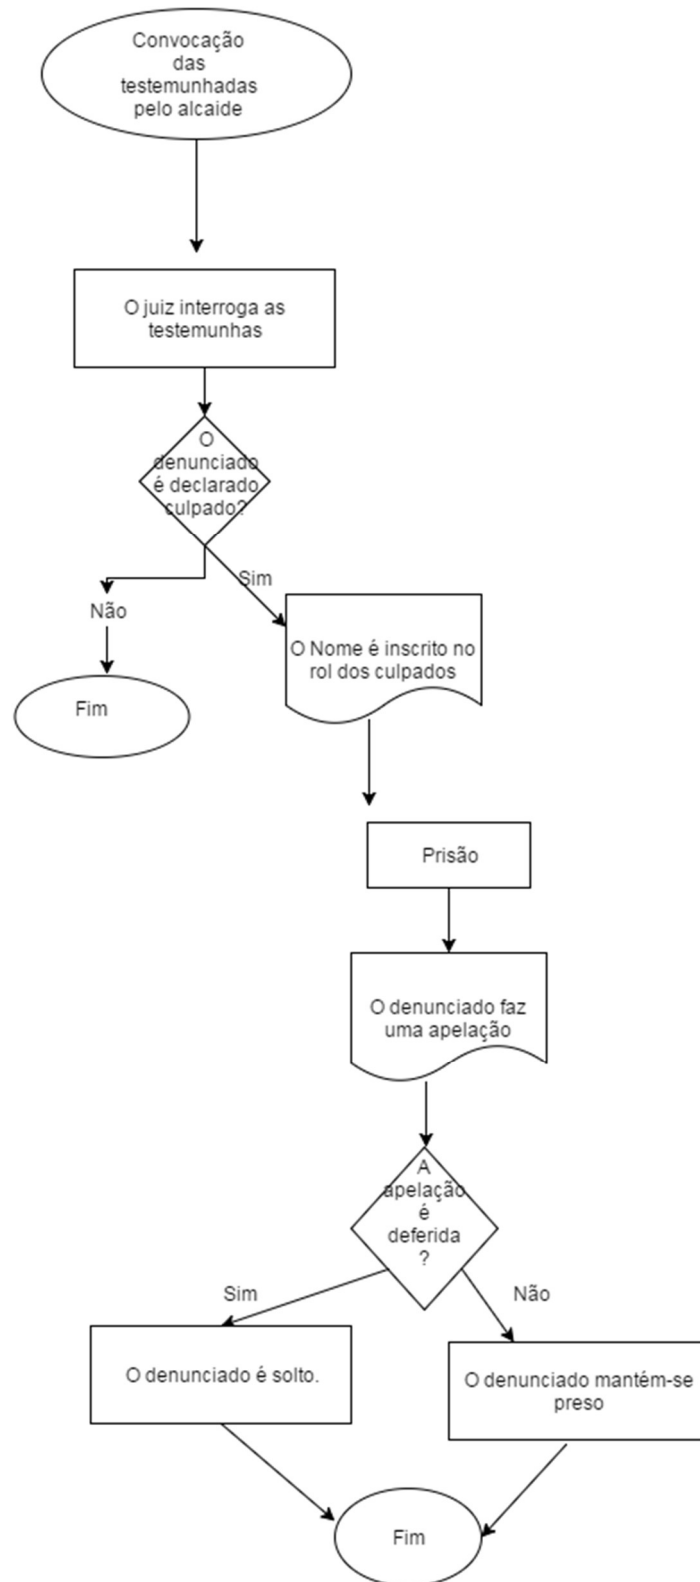 Convocação
das
testemunhadas
pelo alcaide
O juiz interroga as
testemunhas
O
denunciado
é declarado
culpado?
Sim
Não
Fim
O Nome é inscrito no
rol dos culpados
Prisão
O denunciado faz
uma apelação
A
apelação
é
deferida
?
Sim
Não
O denunciado é solto.
O denunciado mantém-se
preso
Fim